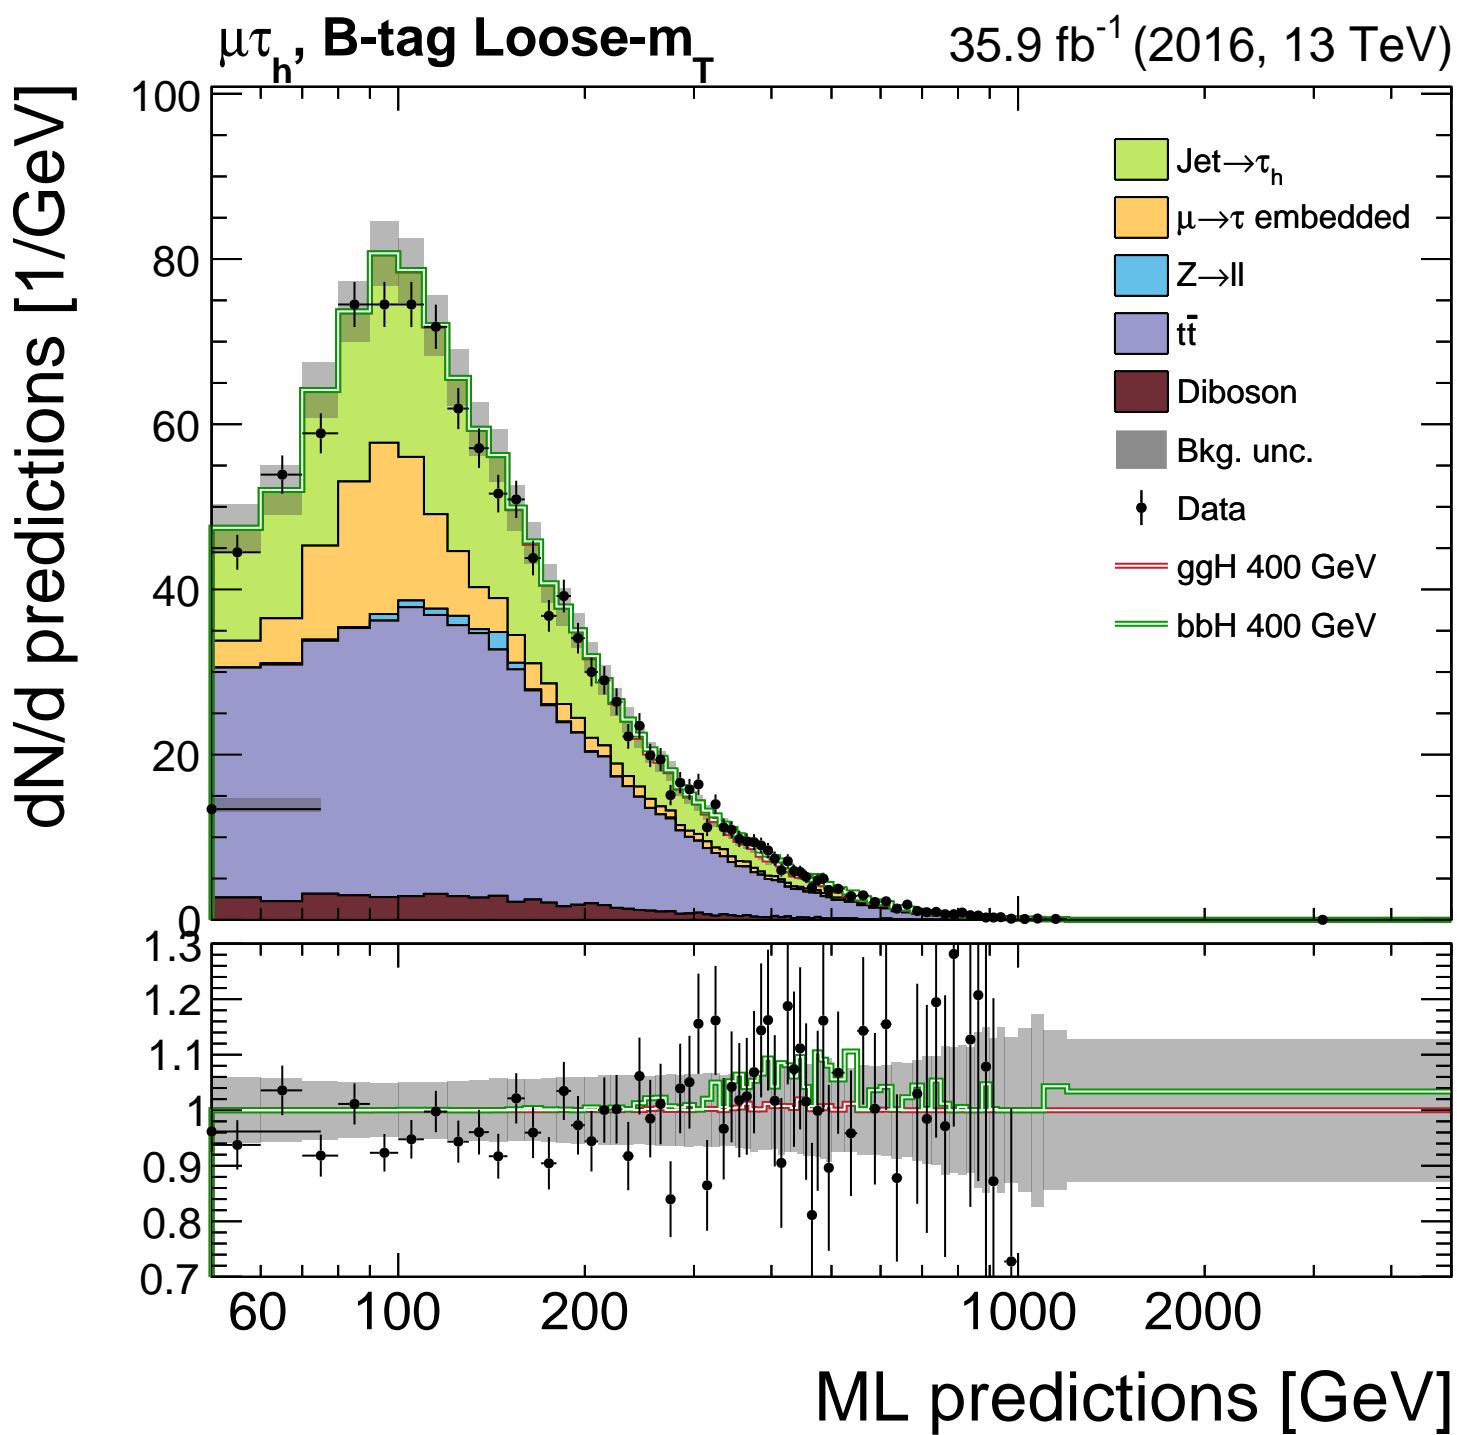 μτh, B-tag Loose-mT
35.9 fb-1 (2016, 13 TeV)
dN/d predictions [1/GeV]
100
80
60
40
20
0
Jet→τh
μ→τ embedded
Z→ll
tt̄
Diboson
Bkg. unc.
Data
ggH 400 GeV
bbH 400 GeV
1.3
1.2
1.1
1
0.9
0.8
0.7
60 100 200 1000 2000
ML predictions [GeV]